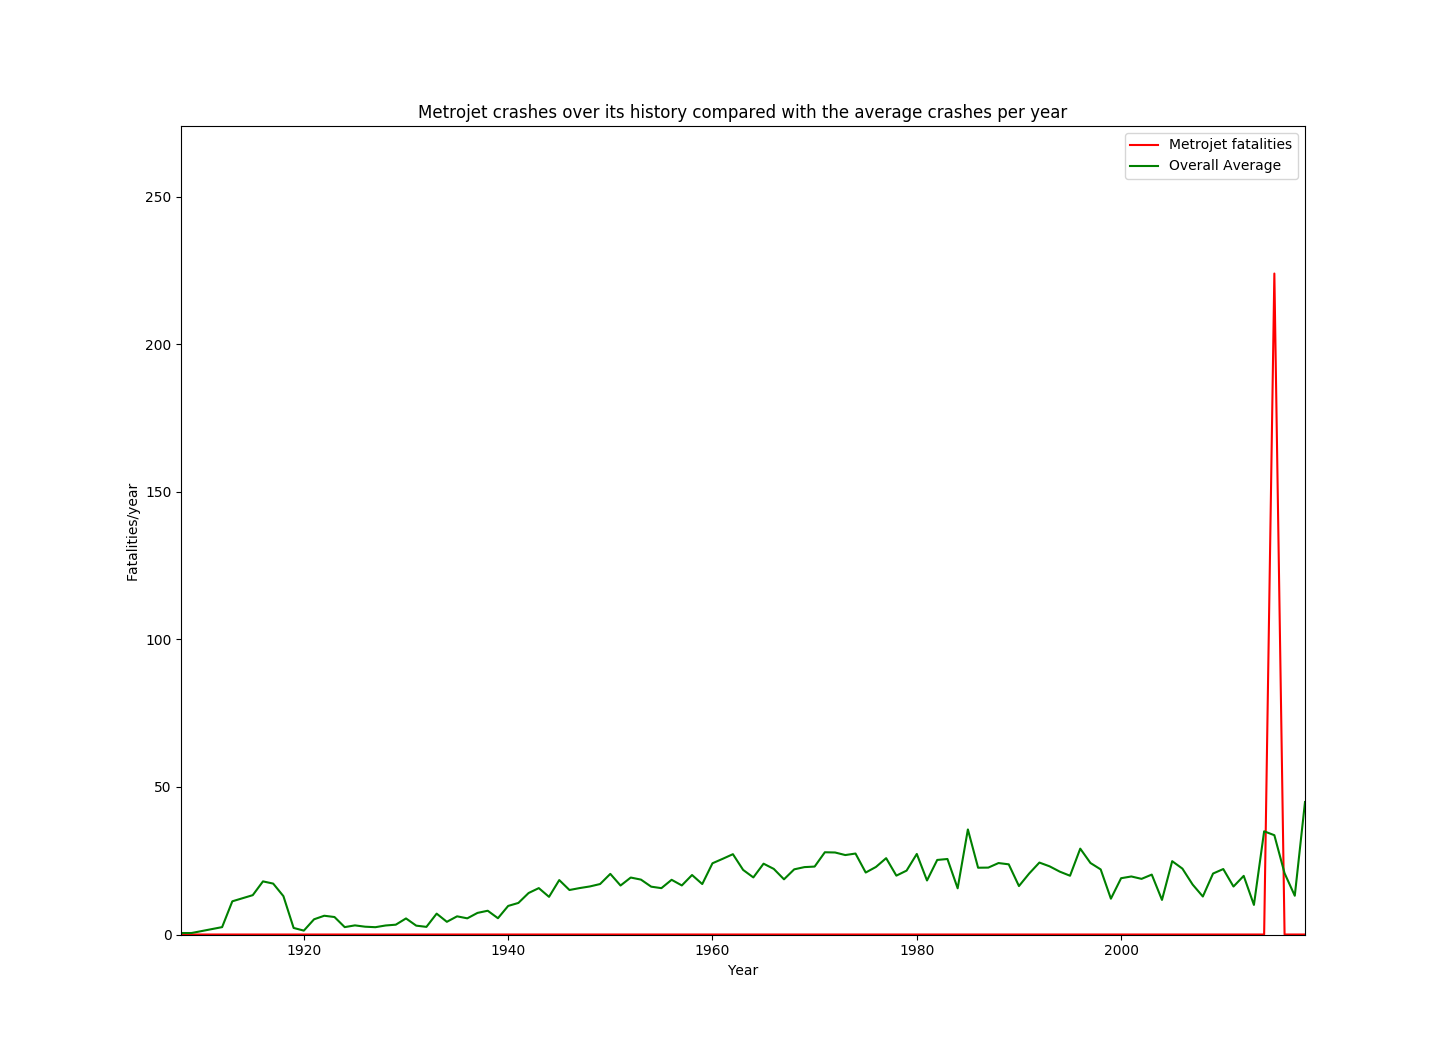 Metrojet crashes over its history compared with the average crashes per year
Metrojet fatalities
Overall Average
250
200
150
100
50
0
Fatalities/year
1920 1940 1960 1980 2000
Year